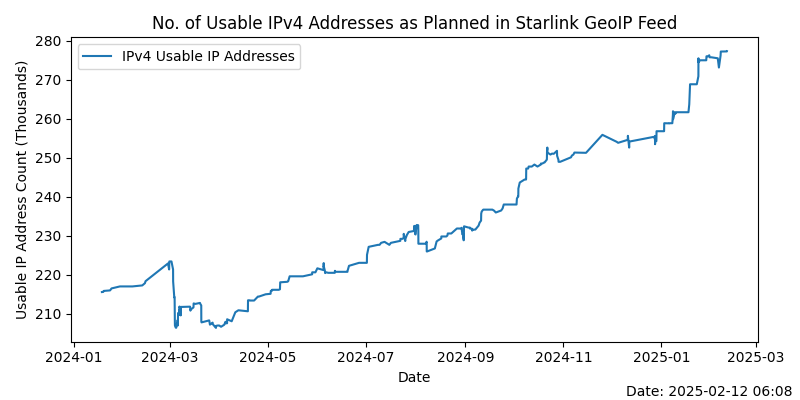 No. of Usable IPv4 Addresses as Planned in Starlink GeoIP Feed
IPv4 Usable IP Addresses
Usable IP Address Count (Thousands)
280
270
260
250
240
230
220
210
2024-01 2024-03 2024-05 2024-07 2024-09 2024-11 2025-01 2025-03
Date
Date: 2025-02-12 06:08